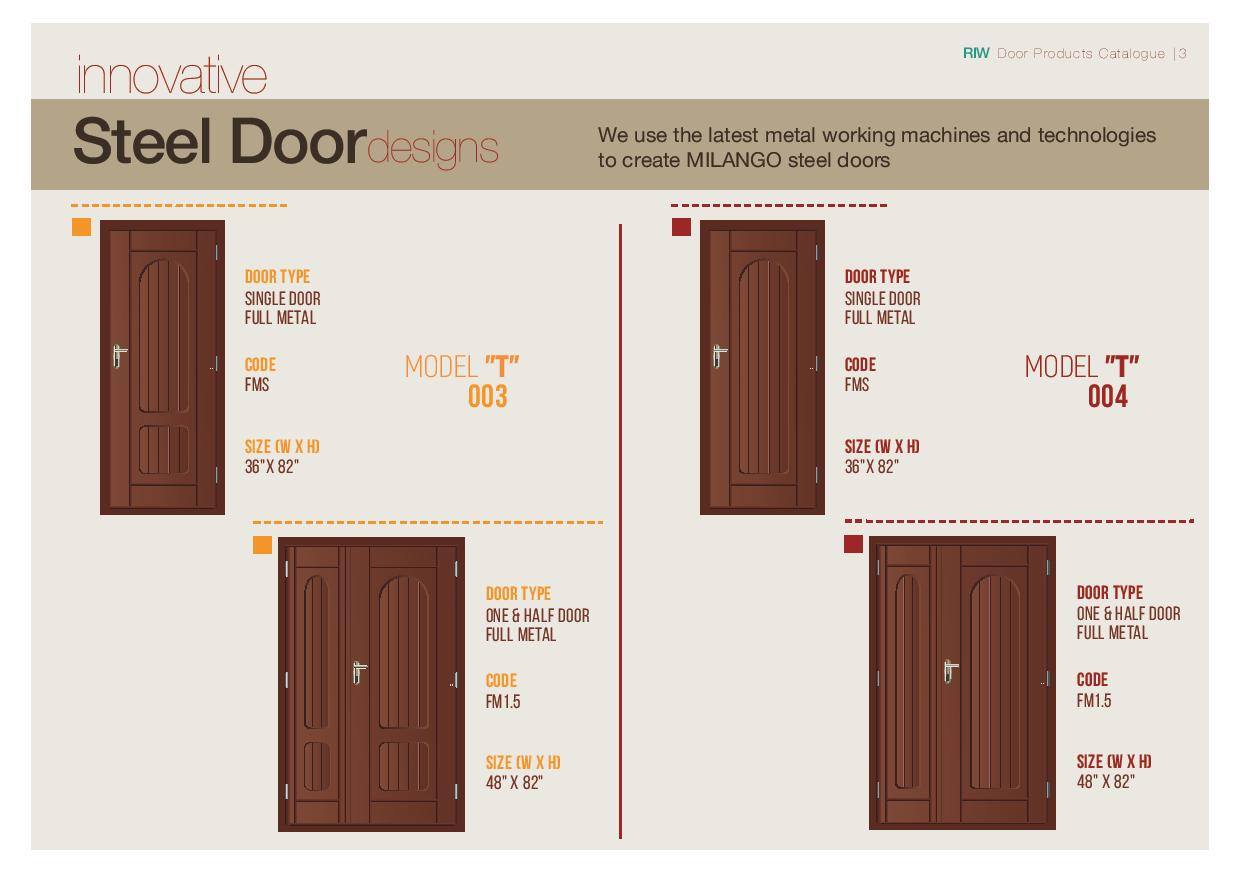 RIW Door Products Catalogue |3
innovative
Steel Door designs
We use the latest metal working machines and technologies
to create MILANGO steel doors
DOOR TYPE
SINGLE DOOR
FULL METAL
CODE
FMS
SIZE (W X H)
36"X 82"
MODEL "T"
003
DOOR TYPE
ONE & HALF DOOR
FULL METAL
CODE
FM1.5
SIZE (W X H)
48" X 82"
DOOR TYPE
SINGLE DOOR
FULL METAL
CODE
FMS
SIZE (W X H)
36"X 82"
MODEL "T"
004
DOOR TYPE
ONE & HALF DOOR
FULL METAL
CODE
FM1.5
SIZE (W X H)
48" X 82"